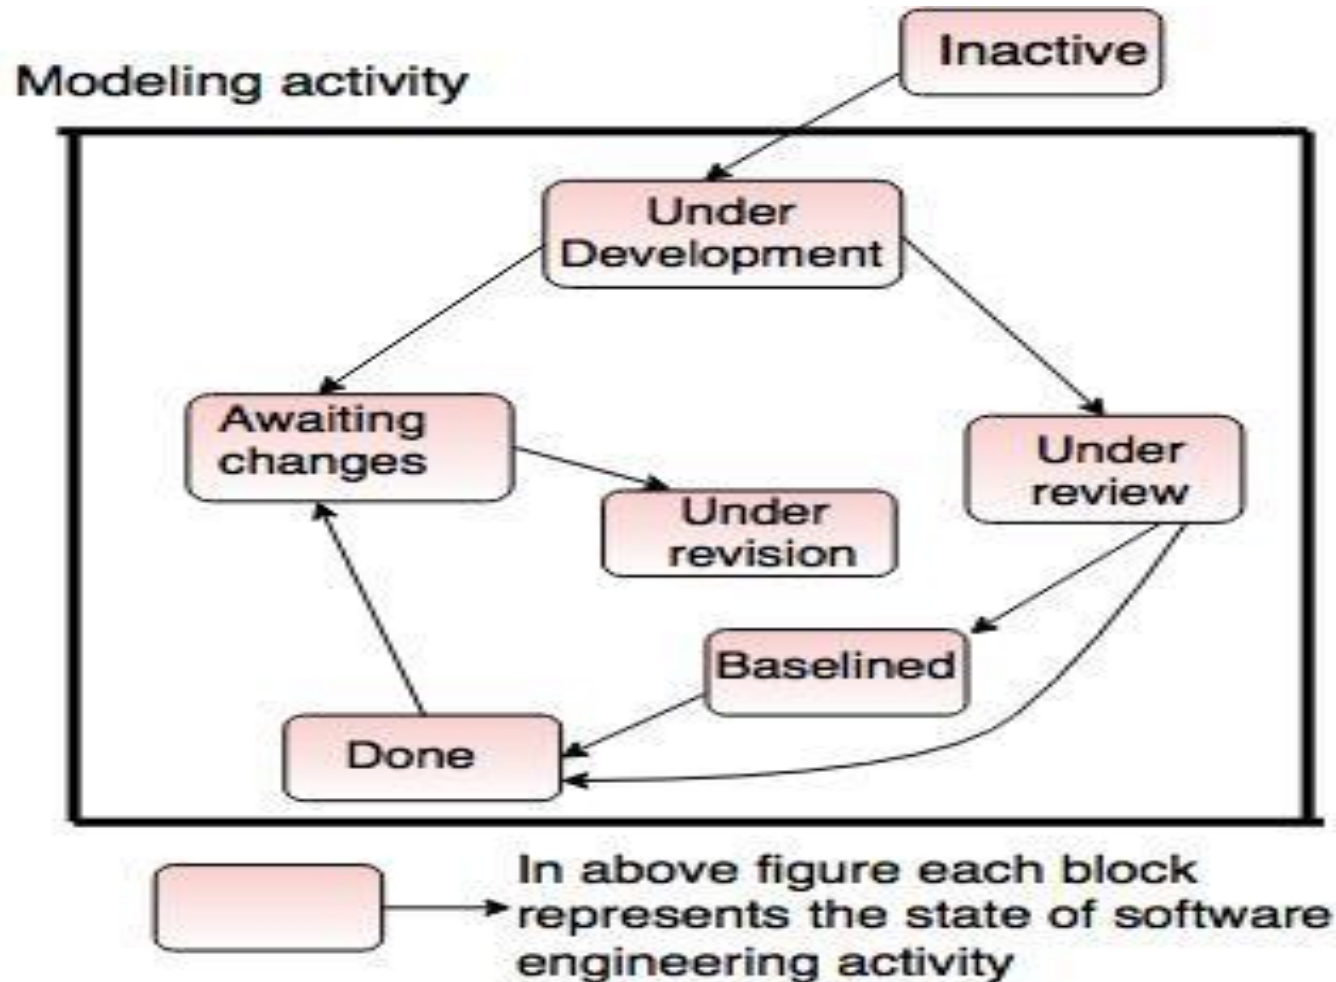 Inactive
Modeling activity
Under
Development
Awaiting
changes
Under
review
Under
revision
Baselined
Done
In above figure each block
represents the state of software
engineering activity